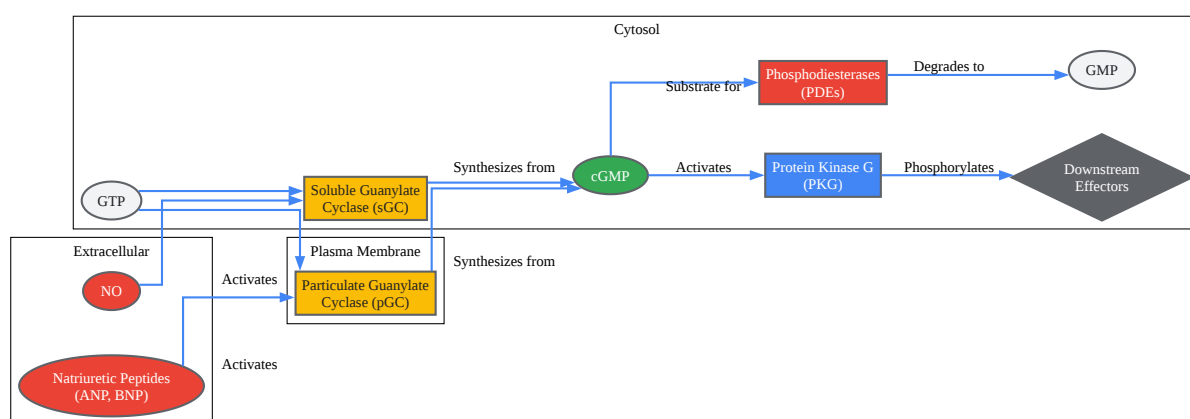 Cytosol
Phosphodiesterases
(PDEs)
Degrades to
GMP
Substrate for
Synthesizes from
cGMP
Activates
Protein Kinase G
(PKG)
Phosphorylates
Downstream
Effectors
GTP
Soluble Guanylate
Cyclase (sGC)
Extracellular
Plasma Membrane
Synthesizes from
NO
Activates
Particulate Guanylate
Cyclase (pGC)
Activates
Natriuretic Peptides
(ANP, BNP)